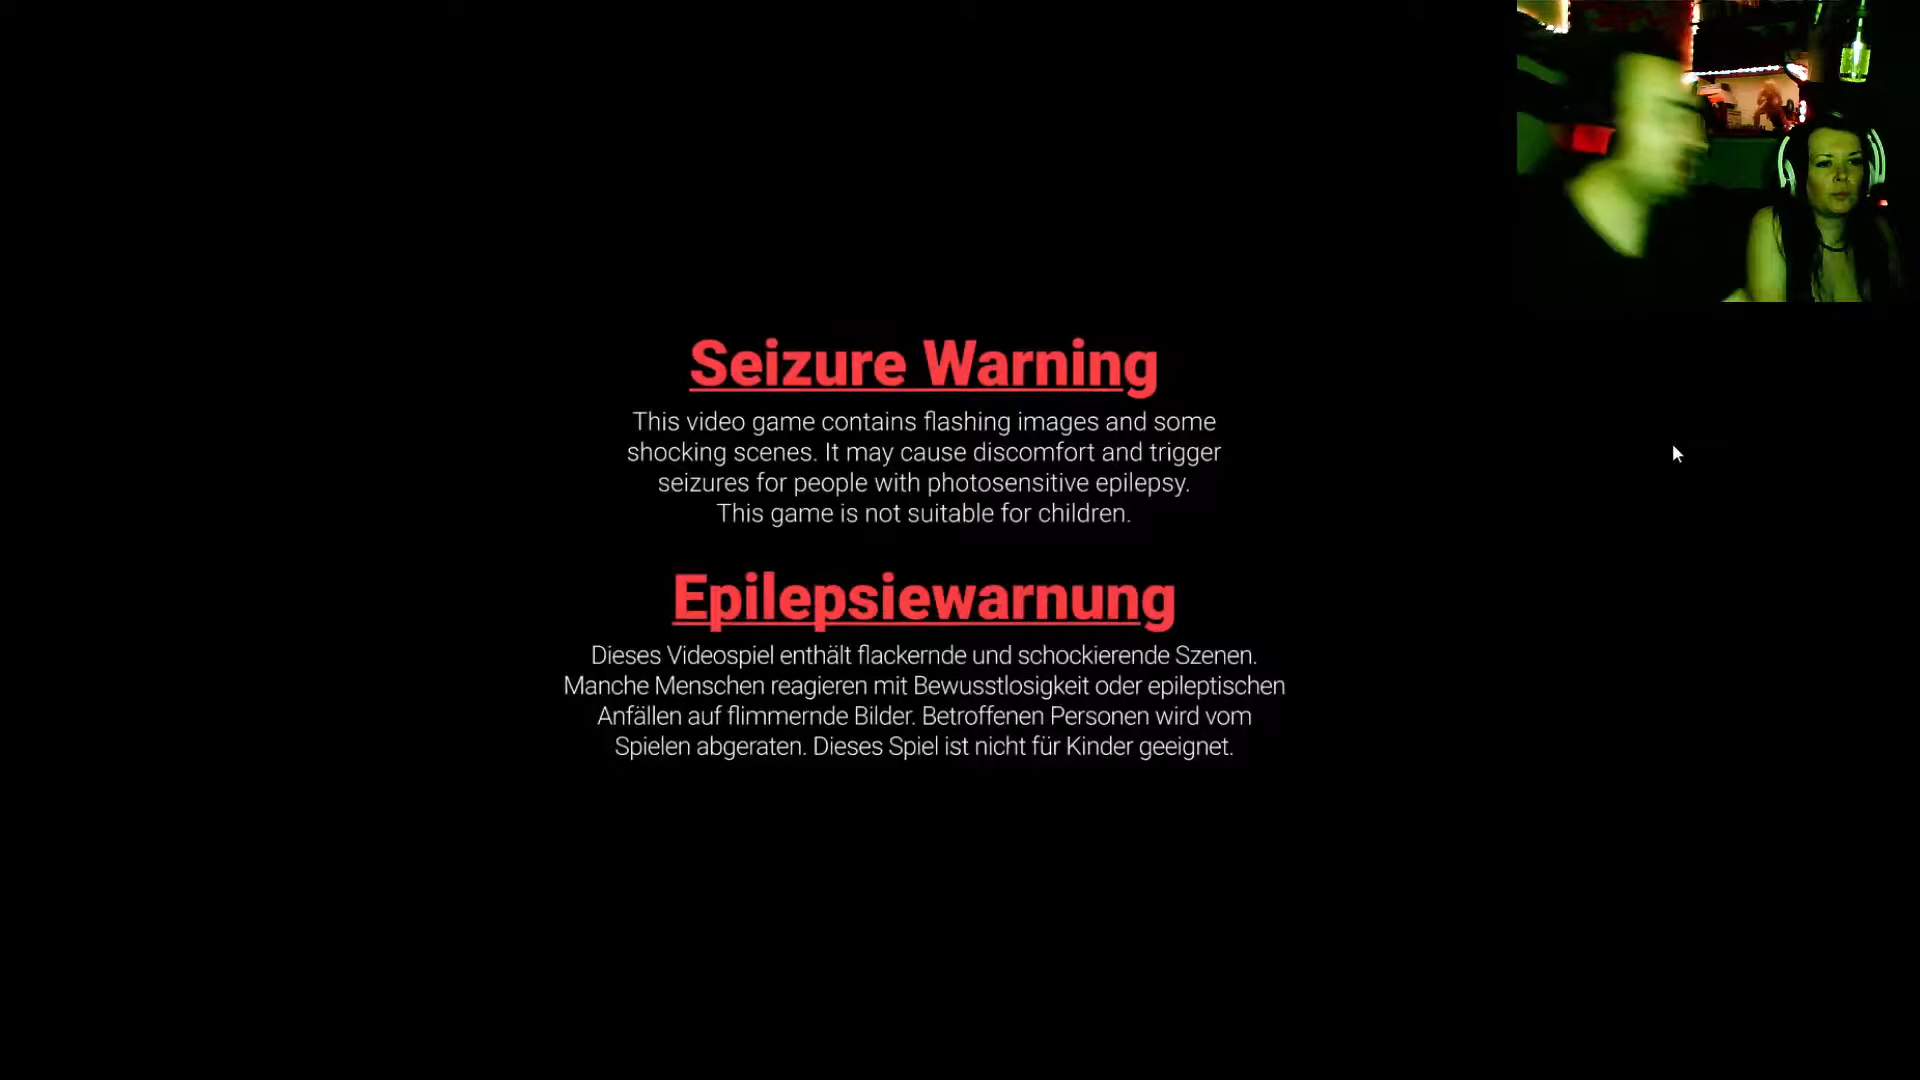 Seizure Warning
This video game contains flashing images and some
shocking scenes. It may cause discomfort and trigger
seizures for people with photosensitive epilepsy.
This game is not suitable for children.
Epilepsiewarnung
Dieses Videospiel enthält flackernde und schockierende Szenen.
Manche Menschen reagieren mit Bewusstlosigkeit oder epileptischen
Anfällen auf flimmernde Bilder. Betroffenen Personen wird vom
Spielen abgeraten. Dieses Spiel ist nicht für Kinder geeignet.